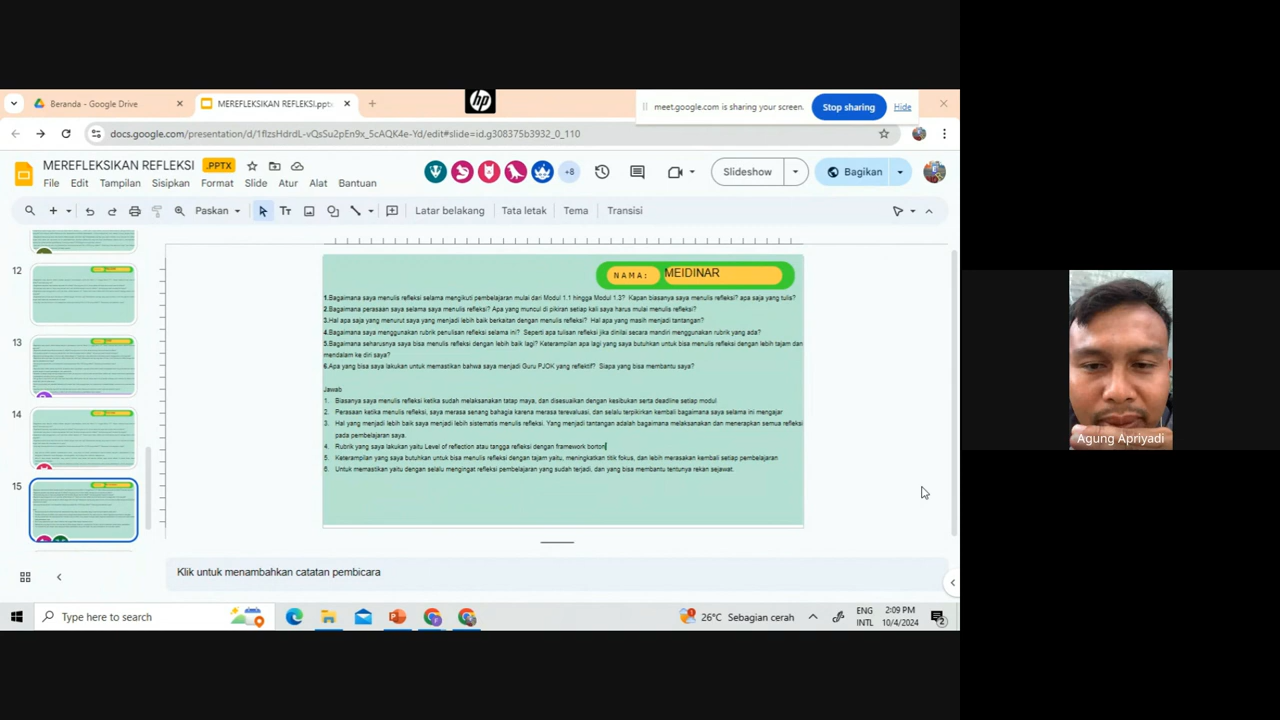 Beranda - Google Drive
MEREFLEKSIKAN REFLEKSI.ppt
hp
meet.google.com is sharing your screen.
Stop sharing
Hide
docs.google.com/presentation/d/1flzsHdrdL-vQsSu2pEn9x_5cAQK4e-Yd/edit#slide=id.g308375b3932_0_110
MEREFLEKSIKAN REFLEKSI .PPTX
+8
Slideshow
Bagikan
File Edit Tampilan Sisipkan Format Slide Atur Alat Bantuan
Paskan
Latar belakang
Tata letak
Tema
Transisi
12
13
14
15
NAMA: MEIDINAR
1.Bagaimana saya menulis refleksi selama mengikuti pembelajaran mulai dari Modul 1.1 hingga Modul 1.3? Kapan biasanya saya menulis refleksi? apa saja yang tulis?
2.Bagaimana perasaan saya selama saya menulis refleksi? Apa yang muncul di pikiran setiap kali saya harus mulai menulis refleksi?
3.Hal apa saja yang menurut saya yang menjadi lebih baik berkaitan dengan menulis refleksi? Hal apa yang masih menjadi tantangan?
4.Bagaimana saya menggunakan rubrik penulisan refleksi selama ini? Seperti apa tulisan refleksi jika dinilai secara mandiri menggunakan rubrik yang ada?
5.Bagaimana seharusnya saya bisa menulis refleksi dengan lebih baik lagi? Keterampilan apa lagi yang saya butuhkan untuk bisa menulis refleksi dengan lebih tajam dan
mendalam ke diri saya?
6.Apa yang bisa saya lakukan untuk memastikan bahwa saya menjadi Guru PJOK yang reflektif? Siapa yang bisa membantu saya?
Jawab
1. Biasanya saya menulis refleksi ketika sudah melaksanakan tatap maya, dan disesuaikan dengan kesibukan serta deadline setiap modul
2. Perasaan ketika menulis refleksi, saya merasa senang bahagia karena merasa terevaluasi, dan selalu terpikirkan kembali bagaimana saya selama ini mengajar
3. Hal yang menjadi lebih baik saya menjadi lebih sistematis menulis refleksi. Yang menjadi tantangan adalah bagaimana melaksanakan dan menerapkan semua refleksi
pada pembelajaran saya.
4. Rubrik yang saya lakukan yaitu Level of reflection atau tangga refleksi dengan framework borton
5. Keterampilan yang saya butuhkan untuk bisa menulis refleksi dengan tajam yaitu, meningkatkan titik fokus, dan lebih merasakan kembali setiap pembelajaran
6. Untuk memastikan yaitu dengan selalu mengingat refleksi pembelajaran yang sudah terjadi, dan yang bisa membantu tentunya rekan sejawat.
Klik untuk menambahkan catatan pembicara
Type here to search
26°C Sebagian cerah
ENG
INTL
2:09 PM
10/4/2024
2
Agung Apriyadi